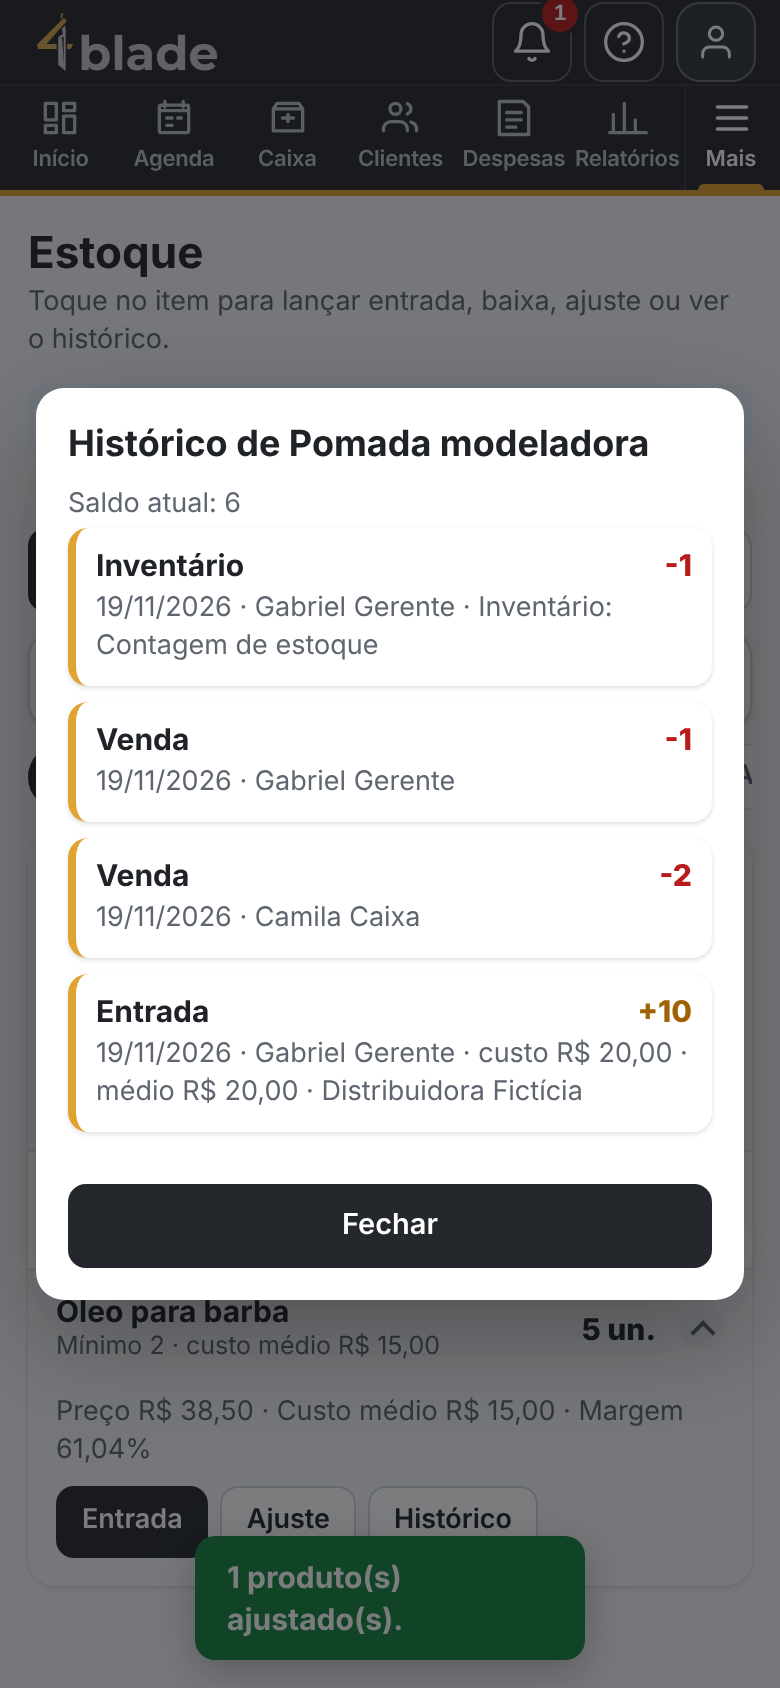 4blade
1
Início
Agenda
Caixa
Clientes
Despesas
Relatórios
Mais
Estoque
Toque no item para lançar entrada, baixa, ajuste ou ver
o histórico.
Histórico de Pomada modeladora
Saldo atual: 6
Inventário
-1
19/11/2026 · Gabriel Gerente · Inventário:
Contagem de estoque
Venda
-1
19/11/2026 · Gabriel Gerente
Venda
-2
19/11/2026 · Camila Caixa
Entrada
+10
19/11/2026 · Gabriel Gerente · custo R$ 20,00 ·
médio R$ 20,00 · Distribuidora Fictícia
Fechar
Óleo para barba
5 un.
Mínimo 2 · custo médio R$ 15,00
Preço R$ 38,50 · Custo médio R$ 15,00 · Margem
61,04%
Entrada
Ajuste
Histórico
1 produto(s)
ajustado(s).